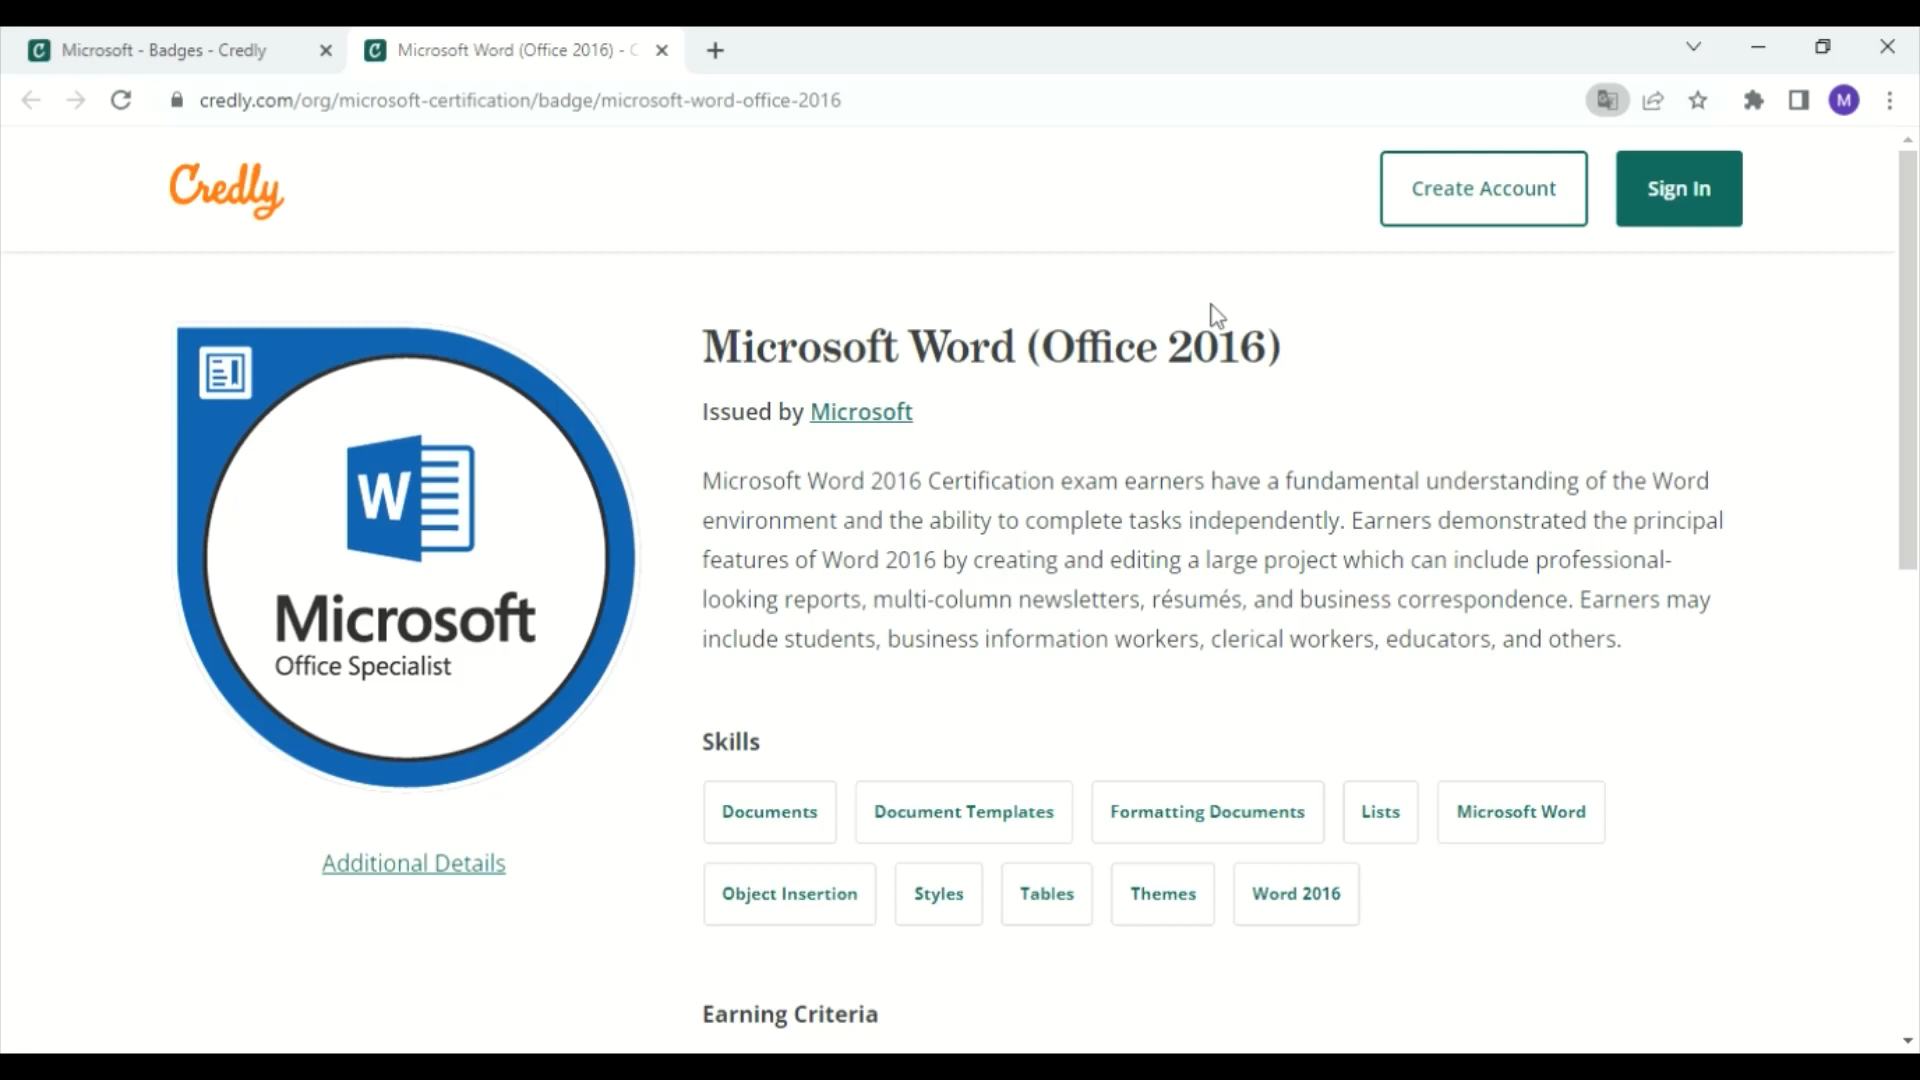 Microsoft - Badges - Credly
Microsoft Word (Office 2016) - C
credly.com/org/microsoft-certification/badge/microsoft-word-office-2016
M
Credly
Create Account
Sign In
W
Microsoft
Office Specialist
Additional Details
Microsoft Word (Office 2016)
Issued by Microsoft
Microsoft Word 2016 Certification exam earners have a fundamental understanding of the Word
environment and the ability to complete tasks independently. Earners demonstrated the principal
features of Word 2016 by creating and editing a large project which can include professional-
looking reports, multi-column newsletters, résumés, and business correspondence. Earners may
include students, business information workers, clerical workers, educators, and others.
Skills
Documents
Document Templates
Formatting Documents
Lists
Microsoft Word
Object Insertion
Styles
Tables
Themes
Word 2016
Earning Criteria